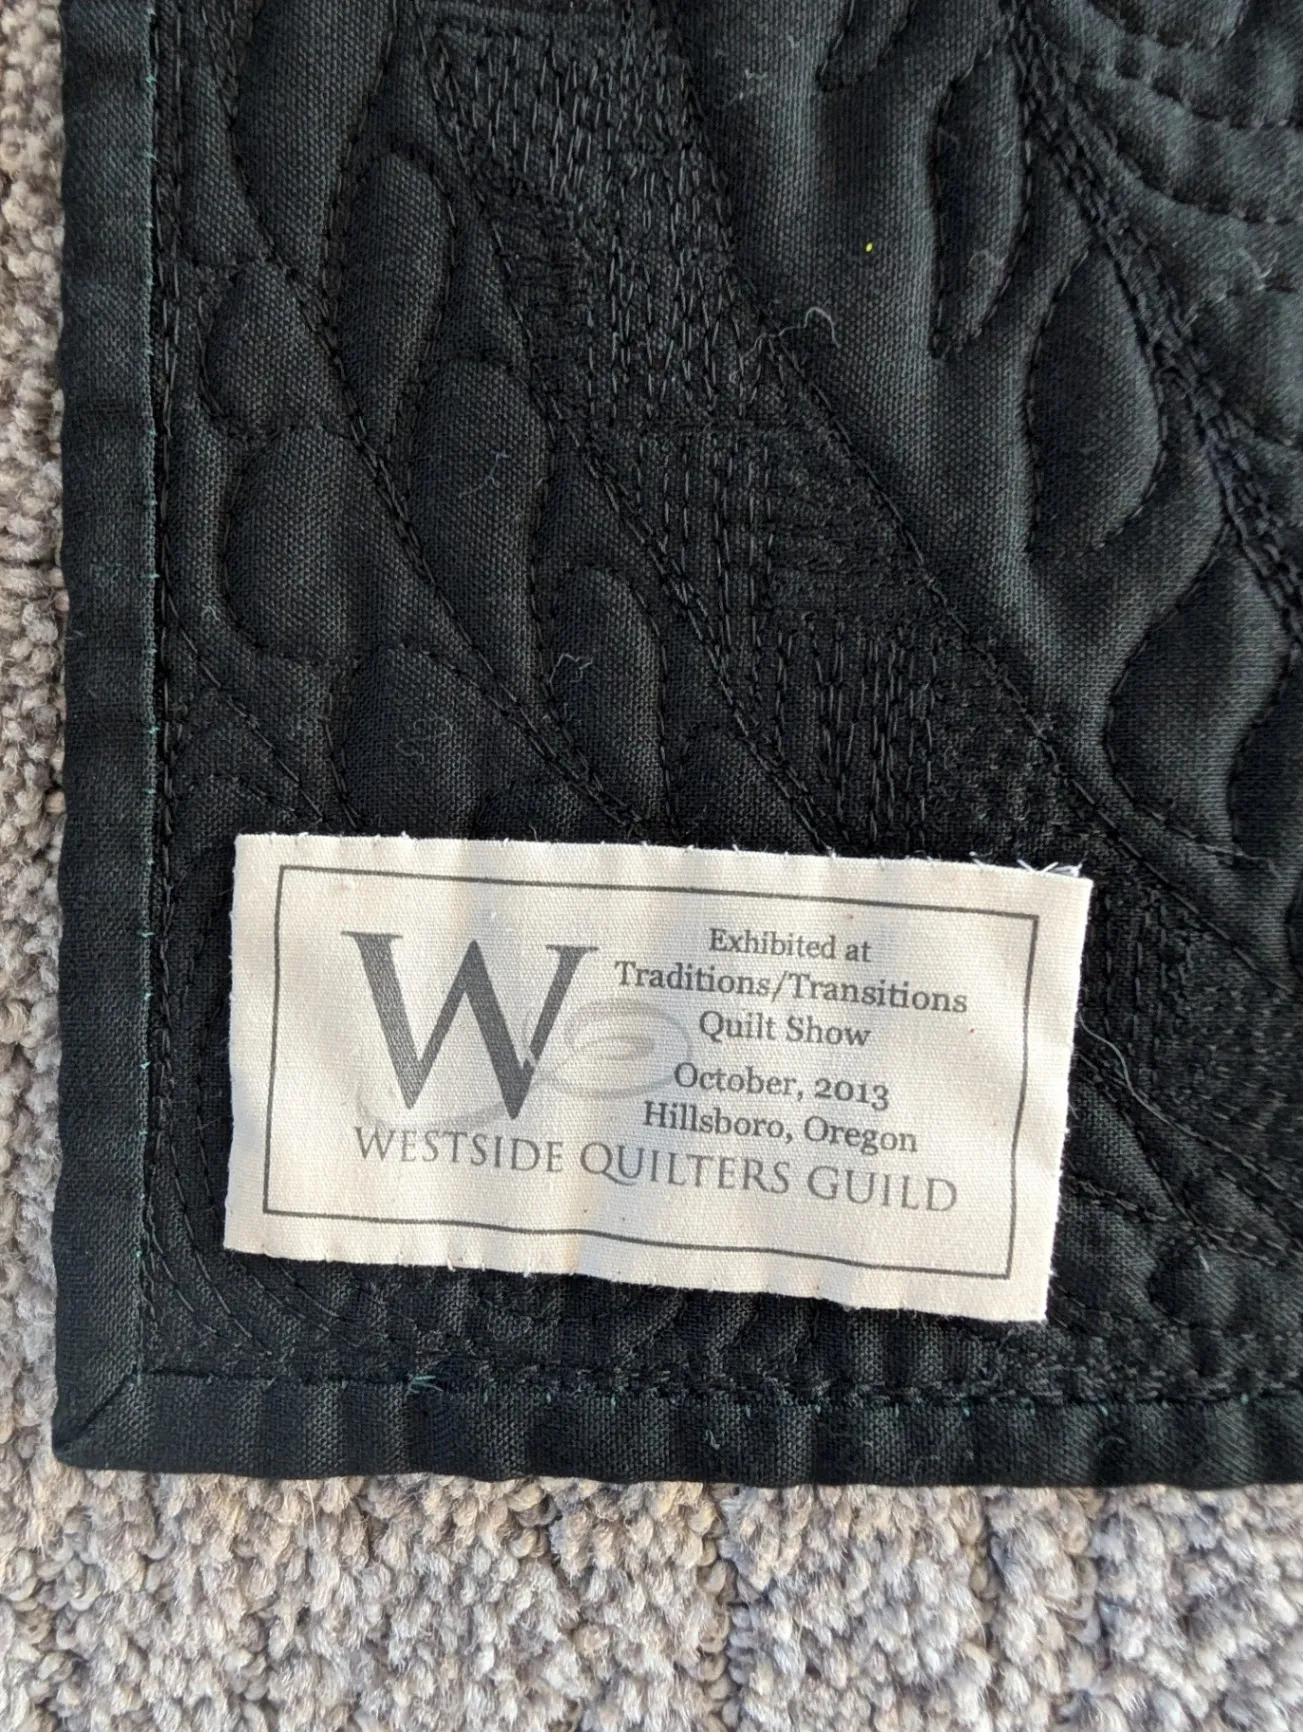 W
Exhibited at
Traditions/Transitions
Quilt Show
October, 2013
Hillsboro, Oregon
WESTSIDE QUILTERS GUILD